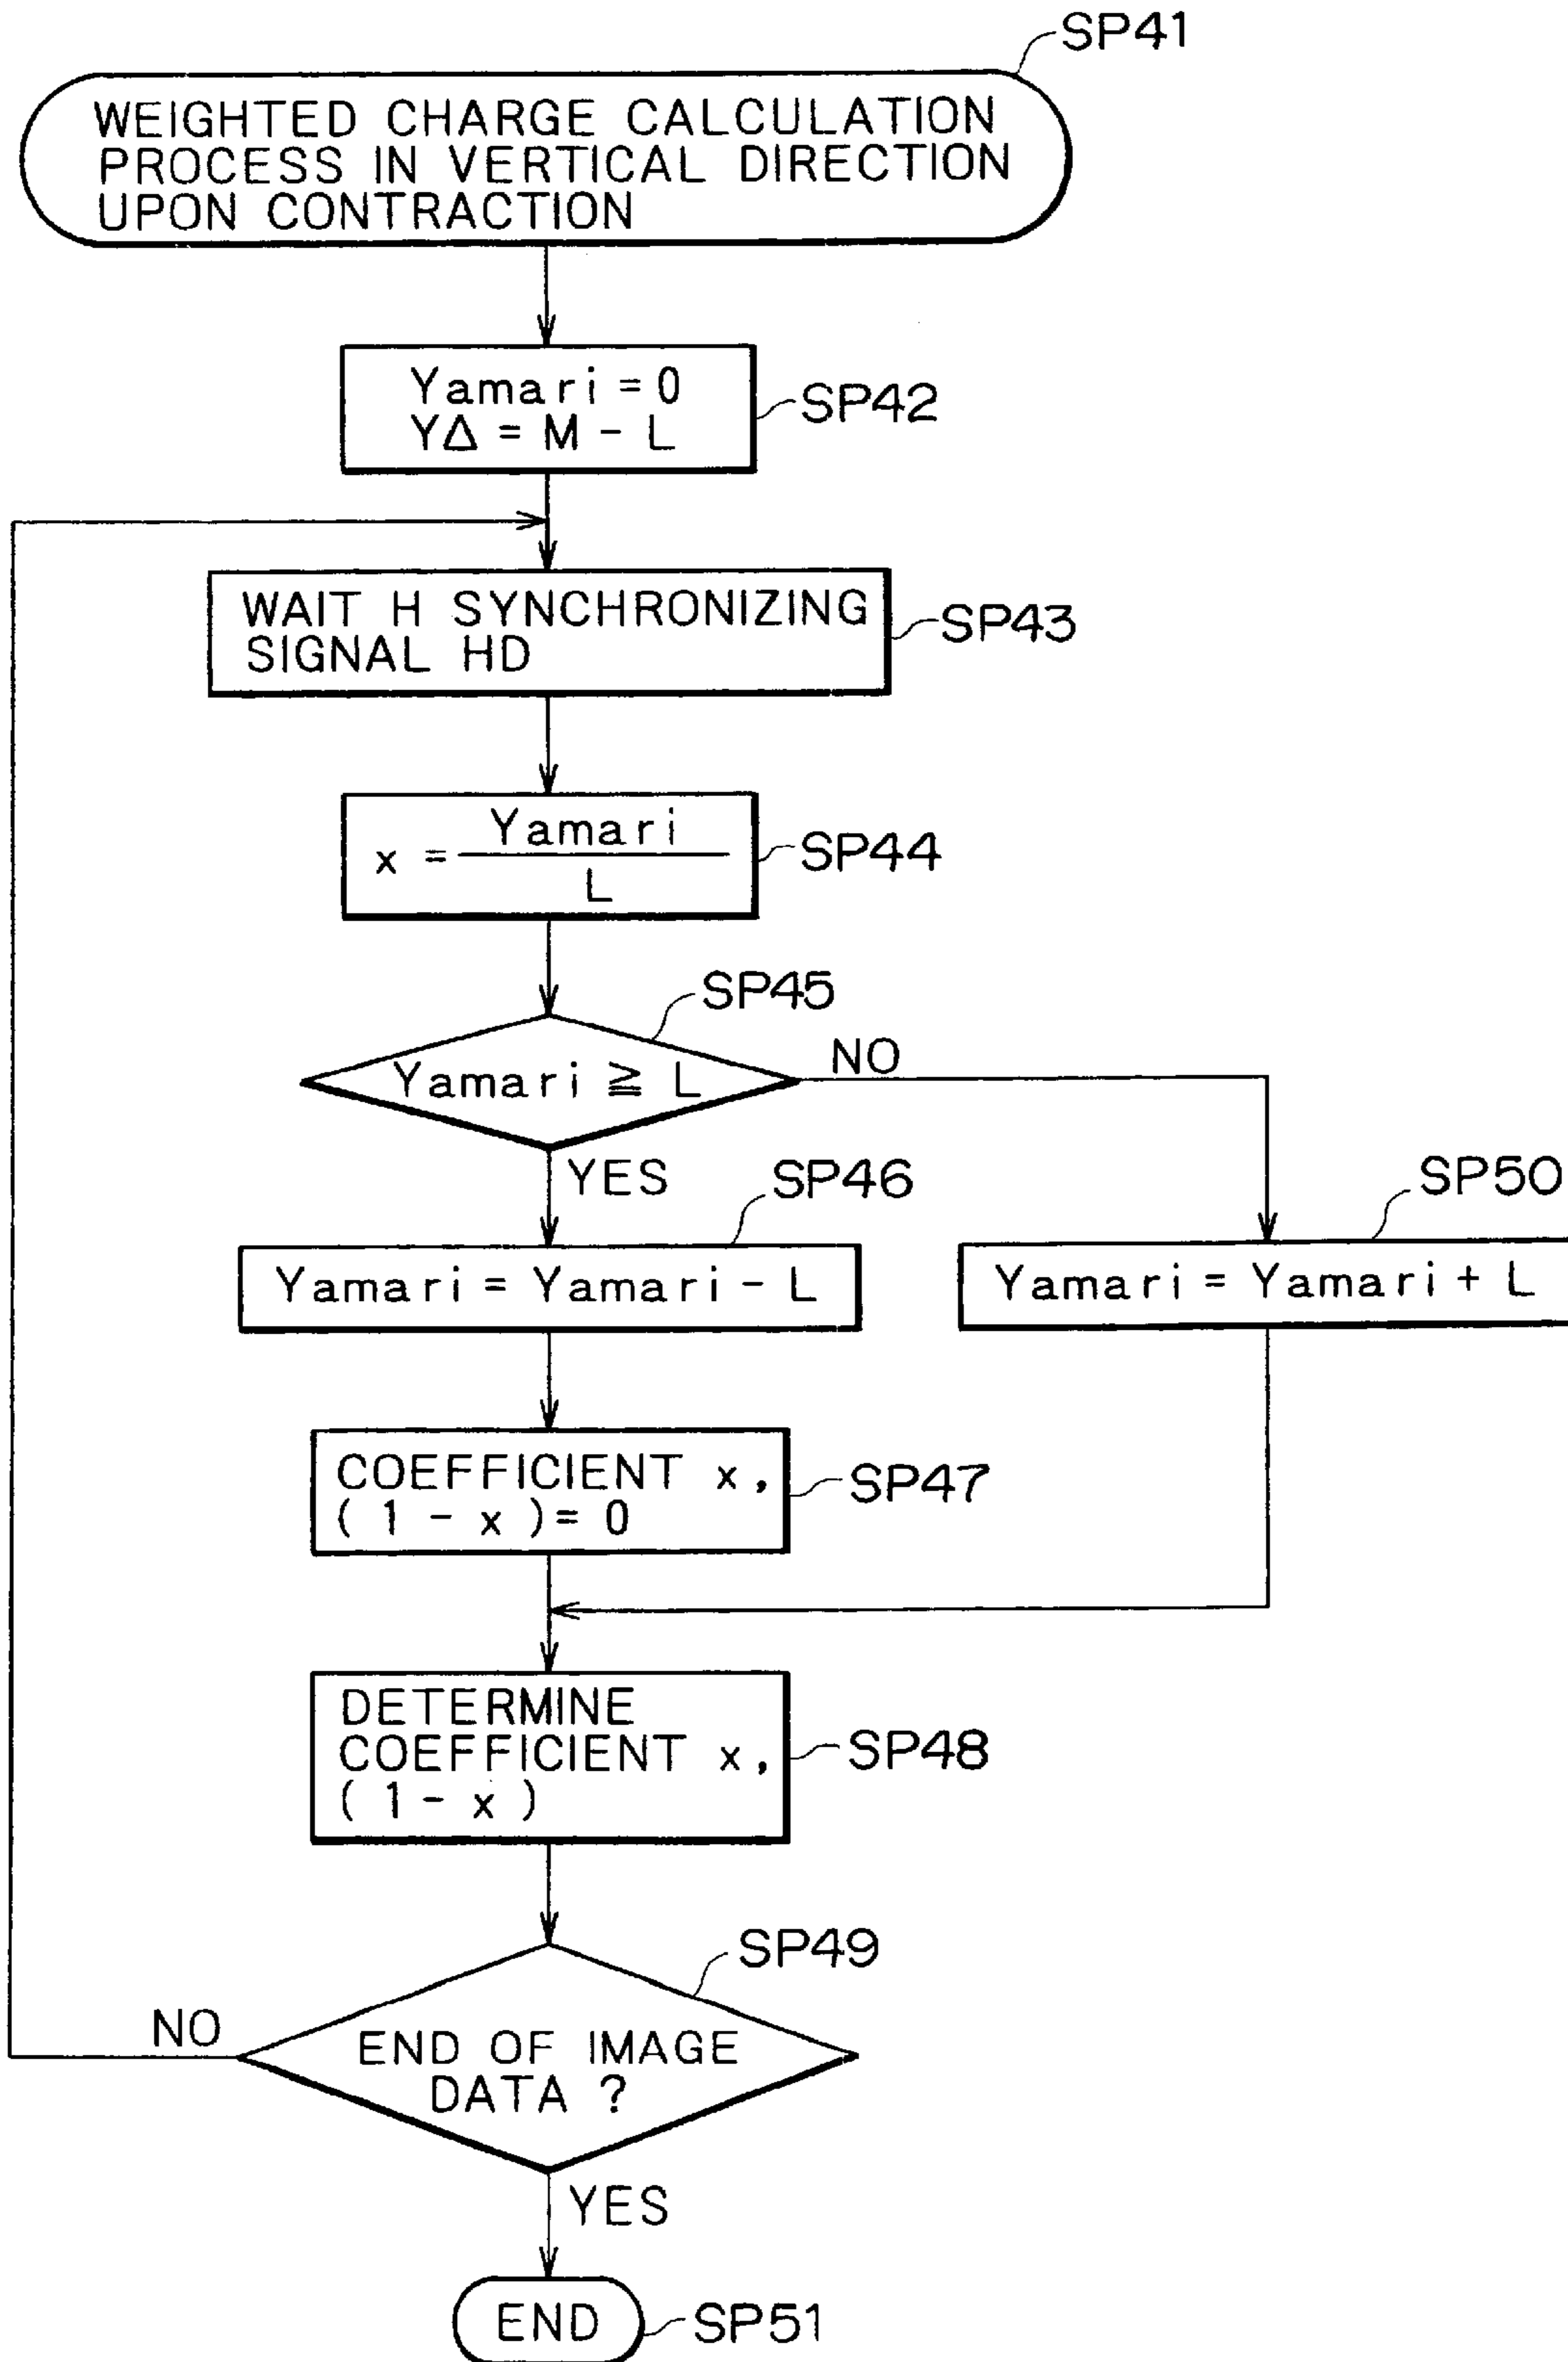 SP41
WEIGHTED CHARGE CALCULATION
PROCESS IN VERTICAL DIRECTION
UPON CONTRACTION
Yamari = 0
YΔ = M - L
SP42
WAIT H SYNCHRONIZING
SIGNAL HD
SP43
x = Yamari / L
SP44
SP45
Yamari ≧ L
NO
YES
SP46
Yamari = Yamari - L
SP50
Yamari = Yamari + L
COEFFICIENT x,
( 1 - x ) = 0
SP47
DETERMINE
COEFFICIENT x,
( 1 - x )
SP48
SP49
END OF IMAGE
DATA ?
NO
YES
END
SP51